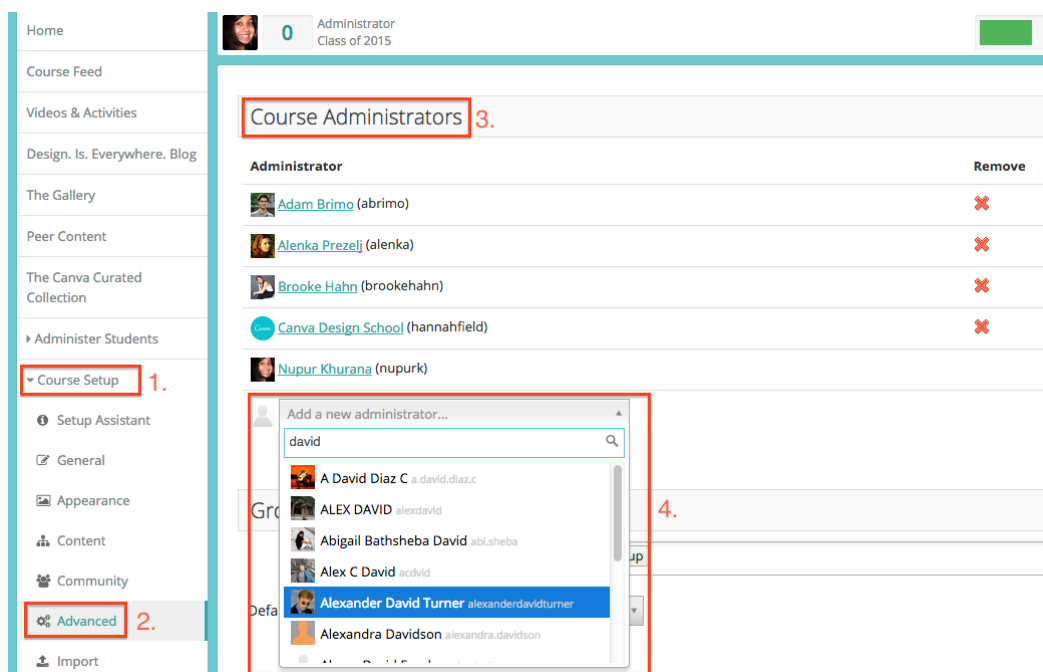 Home
Course Feed
Videos & Activities
Design. Is. Everywhere. Blog
The Gallery
Peer Content
The Canva Curated
Collection
Administer Students
Course Setup 1.
Setup Assistant
General
Appearance
Content
Community
Advanced 2.
Import
0
Administrator
Class of 2015
Course Administrators 3.
Administrator Remove
Adam Brimo (abrimo)
Alenka Prezelj (alenka)
Brooke Hahn (brookehahn)
Canva Design School (hannahfield)
Nupur Khurana (nupurk)
Add a new administrator...
david
A David Diaz C a.david.diaz.c
ALEX DAVID alexdavid
Abigail Bathsheba David abi.sheba
Alex C David acdvid
Alexander David Turner alexanderdavidturner
Alexandra Davidson alexandra.davidson
Gro
4.
up
Defa